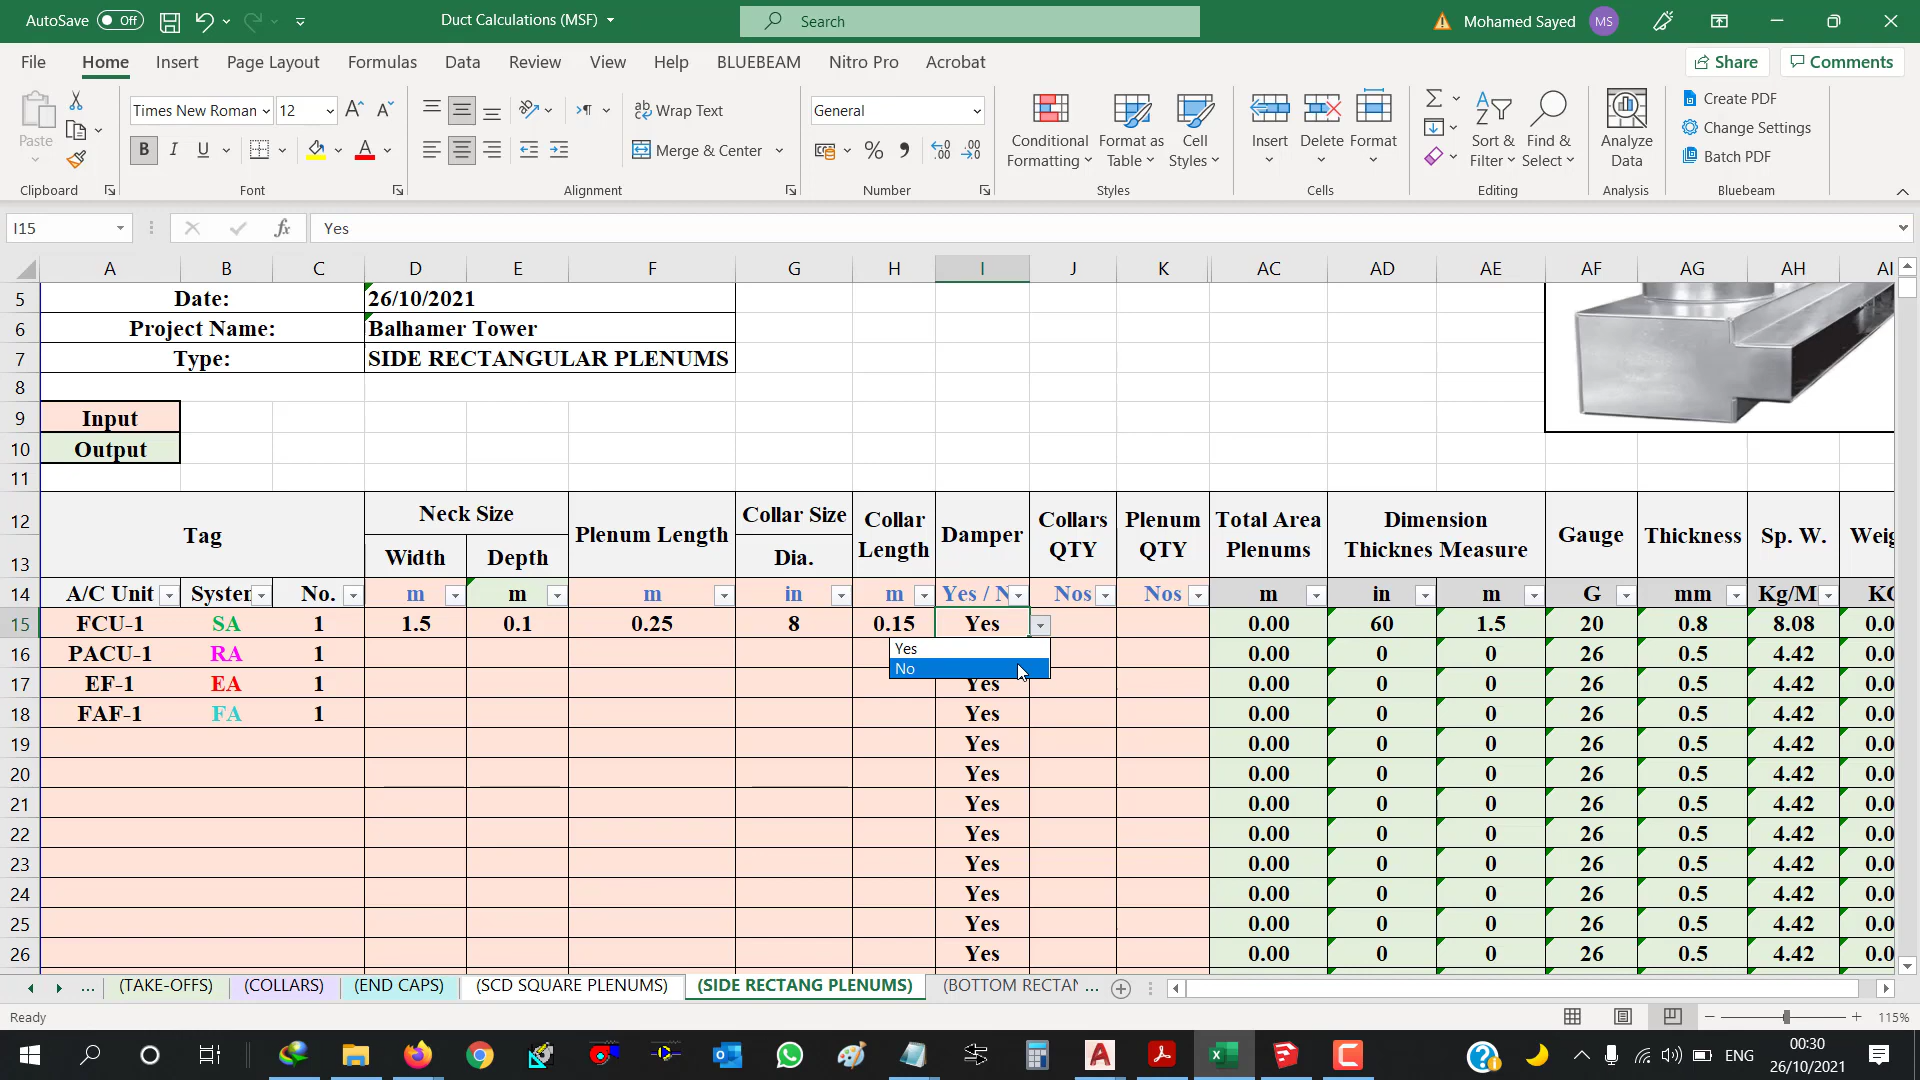 AutoSave Off Duct Calculations (MSF) Search Mohamed Sayed MS
File Home Insert Page Layout Formulas Data Review View Help BLUEBEAM Nitro Pro Acrobat Share Comments
Paste Times New Roman 12 Wrap Text General Conditional Formatting Format as Table Cell Styles Insert Delete Format Sort & Filter Find & Select Analyze Data Create PDF
B I U Merge & Center Change Settings
Batch PDF
Clipboard Font Alignment Number Styles Cells Editing Analysis Bluebeam
I15 fx Yes
A B C D E F G H I J K AC AD AE AF AG AH AI
5 Date: 26/10/2021
6 Project Name: Balhamer Tower
7 Type: SIDE RECTANGULAR PLENUMS
8
9 Input
10 Output
11
12 Tag Neck Size Plenum Length Collar Size Collar Length Damper Collars QTY Plenum QTY Total Area Plenums Dimension Thicknes Measure Gauge Thickness Sp. W. Weig
13 Width Depth Dia.
14 A/C Unit Syster No. m m m in m Yes / N Nos Nos m in m G mm Kg/M KG
15 FCU-1 SA 1 1.5 0.1 0.25 8 0.15 Yes 0.00 60 1.5 20 0.8 8.08 0.0
Yes
No
16 PACU-1 RA 1 0.00 0 0 26 0.5 4.42 0.0
17 EF-1 EA 1 Yes 0.00 0 0 26 0.5 4.42 0.0
18 FAF-1 FA 1 Yes 0.00 0 0 26 0.5 4.42 0.0
19 Yes 0.00 0 0 26 0.5 4.42 0.0
20 Yes 0.00 0 0 26 0.5 4.42 0.0
21 Yes 0.00 0 0 26 0.5 4.42 0.0
22 Yes 0.00 0 0 26 0.5 4.42 0.0
23 Yes 0.00 0 0 26 0.5 4.42 0.0
24 Yes 0.00 0 0 26 0.5 4.42 0.0
25 Yes 0.00 0 0 26 0.5 4.42 0.0
26 Yes 0.00 0 0 26 0.5 4.42 0.0
... (TAKE-OFFS) (COLLARS) (END CAPS) (SCD SQUARE PLENUMS) (SIDE RECTANG PLENUMS) (BOTTOM RECTAN ...
Ready 115%
ENG 00:30
26/10/2021